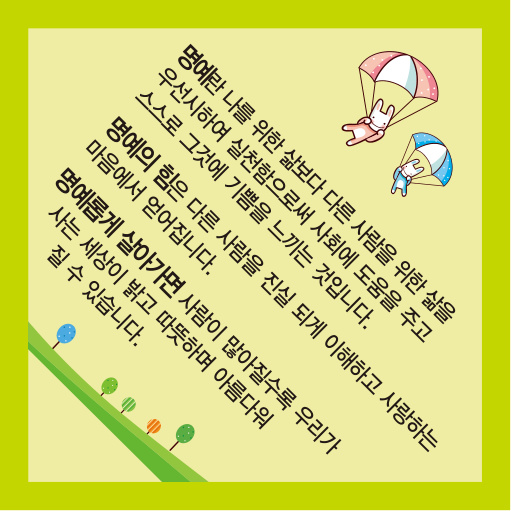 명예란 나를 위한 삶보다 다른 사람을 위한 삶을
우선시하여 실천함으로써 사회에 도움을 주고
스스로 그것에 기쁨을 느끼는 것입니다.
명예의 힘은 다른 사람을 진실 되게 이해하고 사랑하는
마음에서 얻어집니다.
명예롭게 살아가면 사람이 많아질수록 우리가
사는 세상이 밝고 따뜻하며 아름다워
질 수 있습니다.